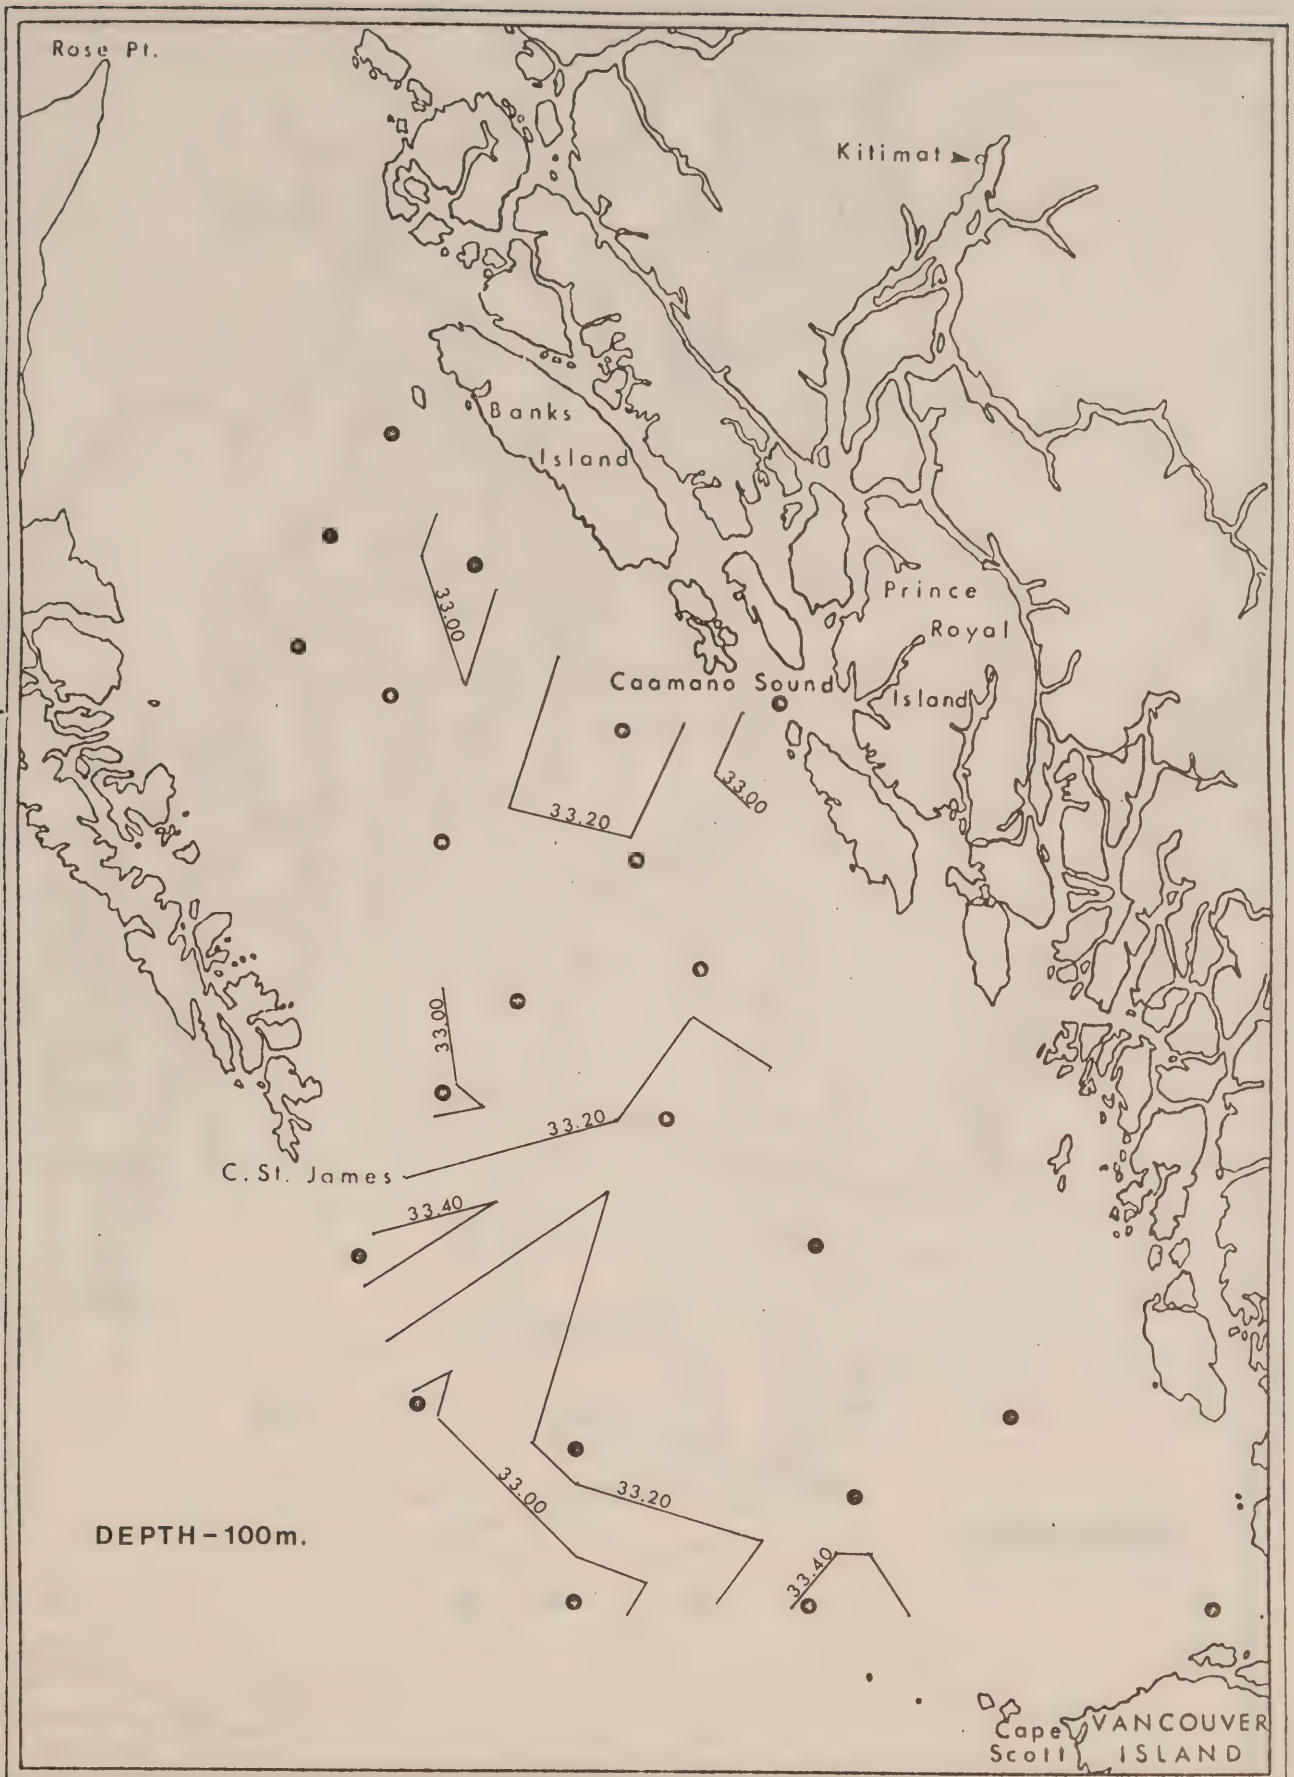 Rose Pt.
Kitimat
Banks
Island
33.00
Prince
Royal
Island
Caamano Sound
33.20
33.00
33.00
33.20
C. St. James
33.40
33.00
33.20
DEPTH-100m.
33.40
Cape
Scott
VANCOUVER
ISLAND